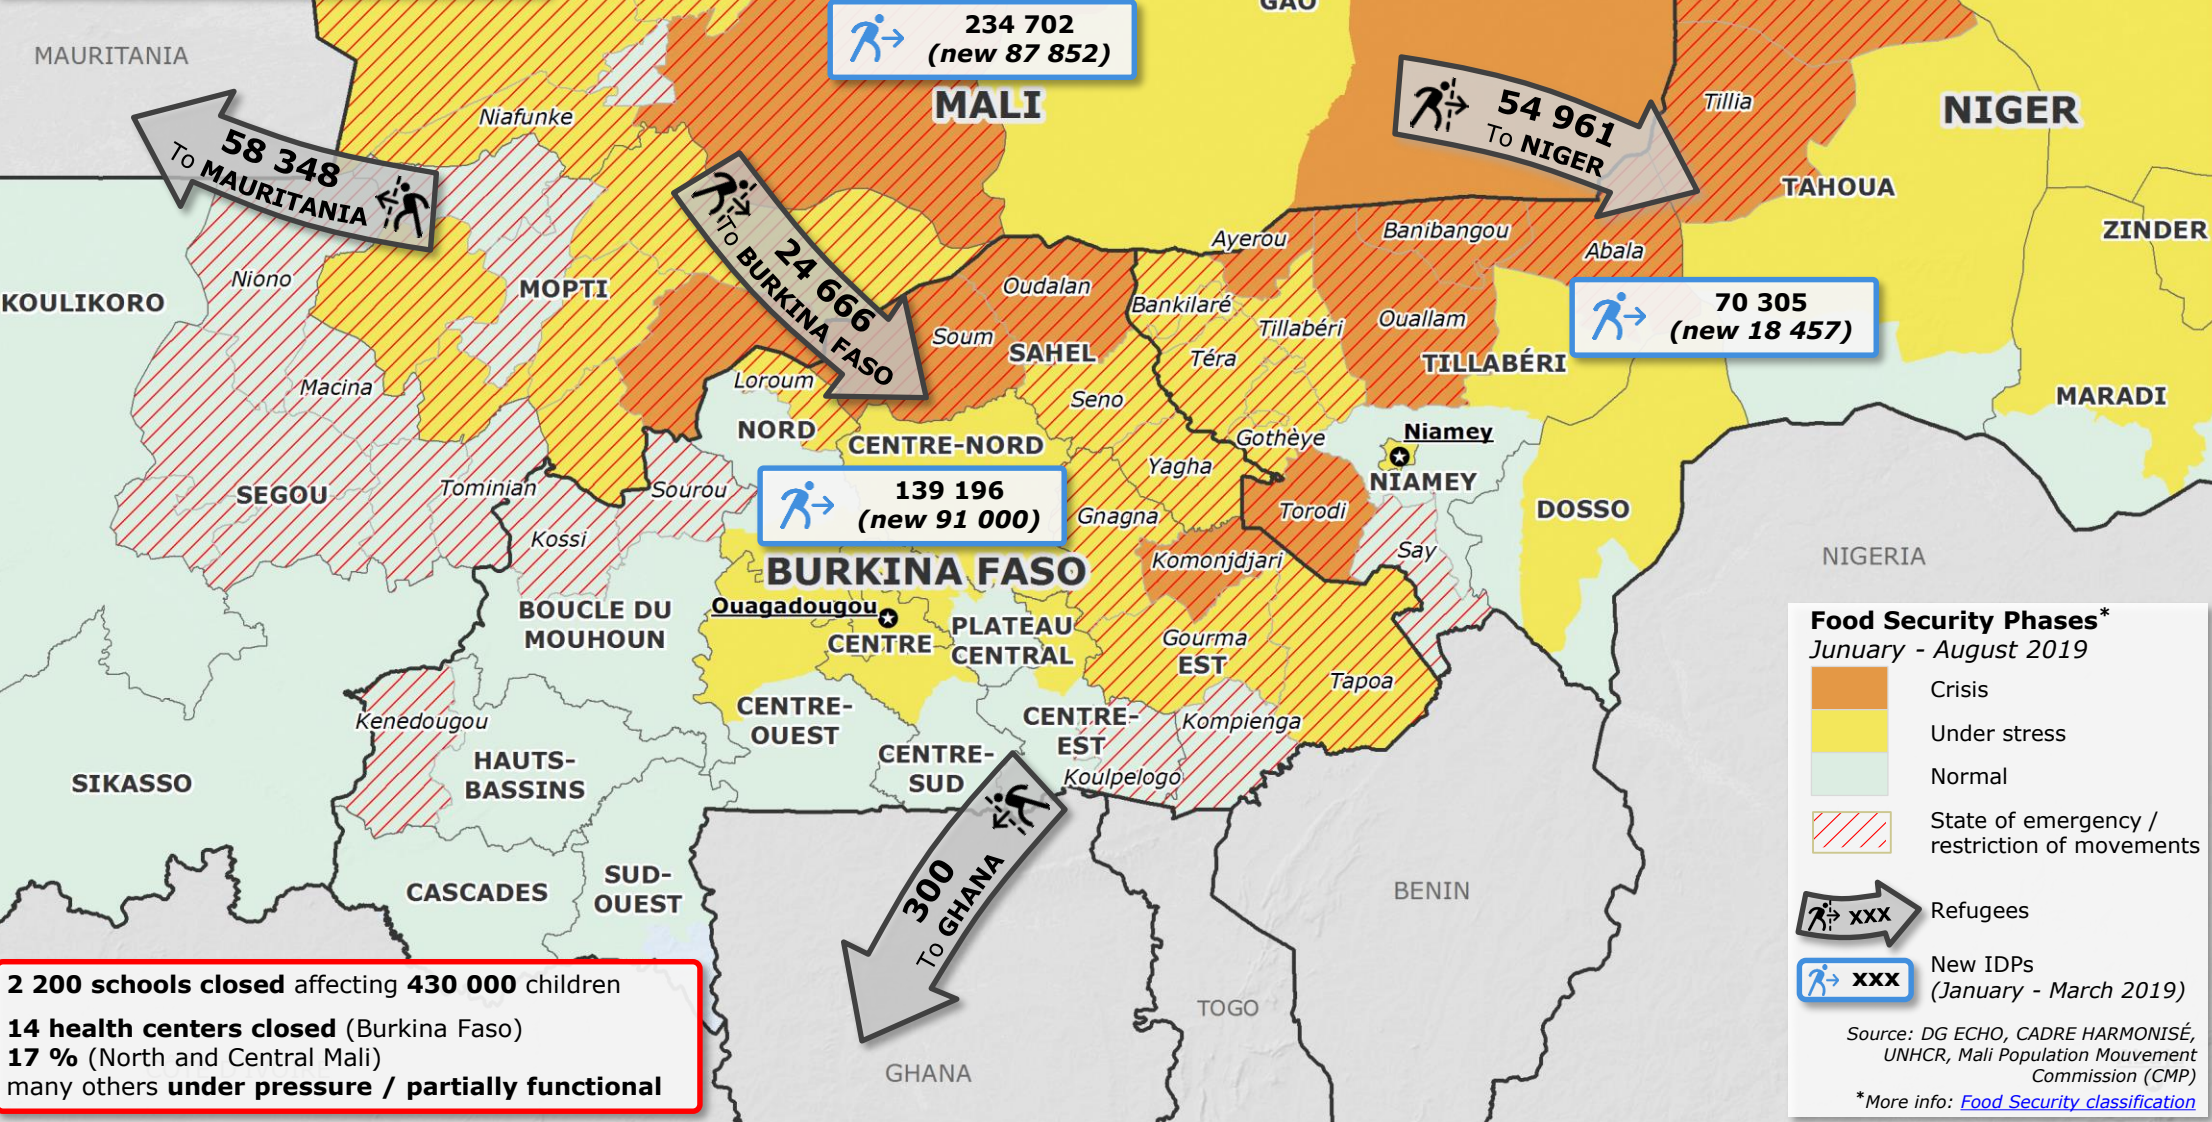 GAO
234 702
(new 87 852)
MAURITANIA
MALI
NIGER
Niafunke
Tillia
58 348
To MAURITANIA
54 961
To NIGER
24 666
To BURKINA FASO
TAHOUA
ZINDER
Ayerou
Banibangou
Abala
Niono
KOULIKORO
MOPTI
Oudalan
Bankilaré
Tillabéri
Ouallam
70 305
(new 18 457)
Soum
SAHEL
Téra
TILLABÉRI
Macina
Loroum
Seno
MARADI
NORD
CENTRE-NORD
Gothèye
Niamey
Yagha
NIAMEY
SEGOU
Tominian
Sourou
139 196
(new 91 000)
Gnagna
Torodi
DOSSO
Kossi
Komonjdjari
Say
NIGERIA
BURKINA FASO
BOUCLE DU
MOUHOUN
Ouagadougou
CENTRE
PLATEAU
CENTRAL
Gourma
EST
Tapoa
CENTRE-
OUEST
CENTRE-
EST
Kompienga
Kenedougou
HAUTS-
BASSINS
CENTRE-
SUD
Koulpelogo
SIKASSO
300
To GHANA
CASCADES
SUD-
OUEST
BENIN
TOGO
GHANA
2 200 schools closed affecting 430 000 children
14 health centers closed (Burkina Faso)
17 % (North and Central Mali)
many others under pressure / partially functional
Food Security Phases*
Junuary - August 2019
Crisis
Under stress
Normal
State of emergency /
restriction of movements
xxx
Refugees
xxx
New IDPs
(January - March 2019)
Source: DG ECHO, CADRE HARMONISÉ,
UNHCR, Mali Population Mouvement
Commission (CMP)
*More info: Food Security classification